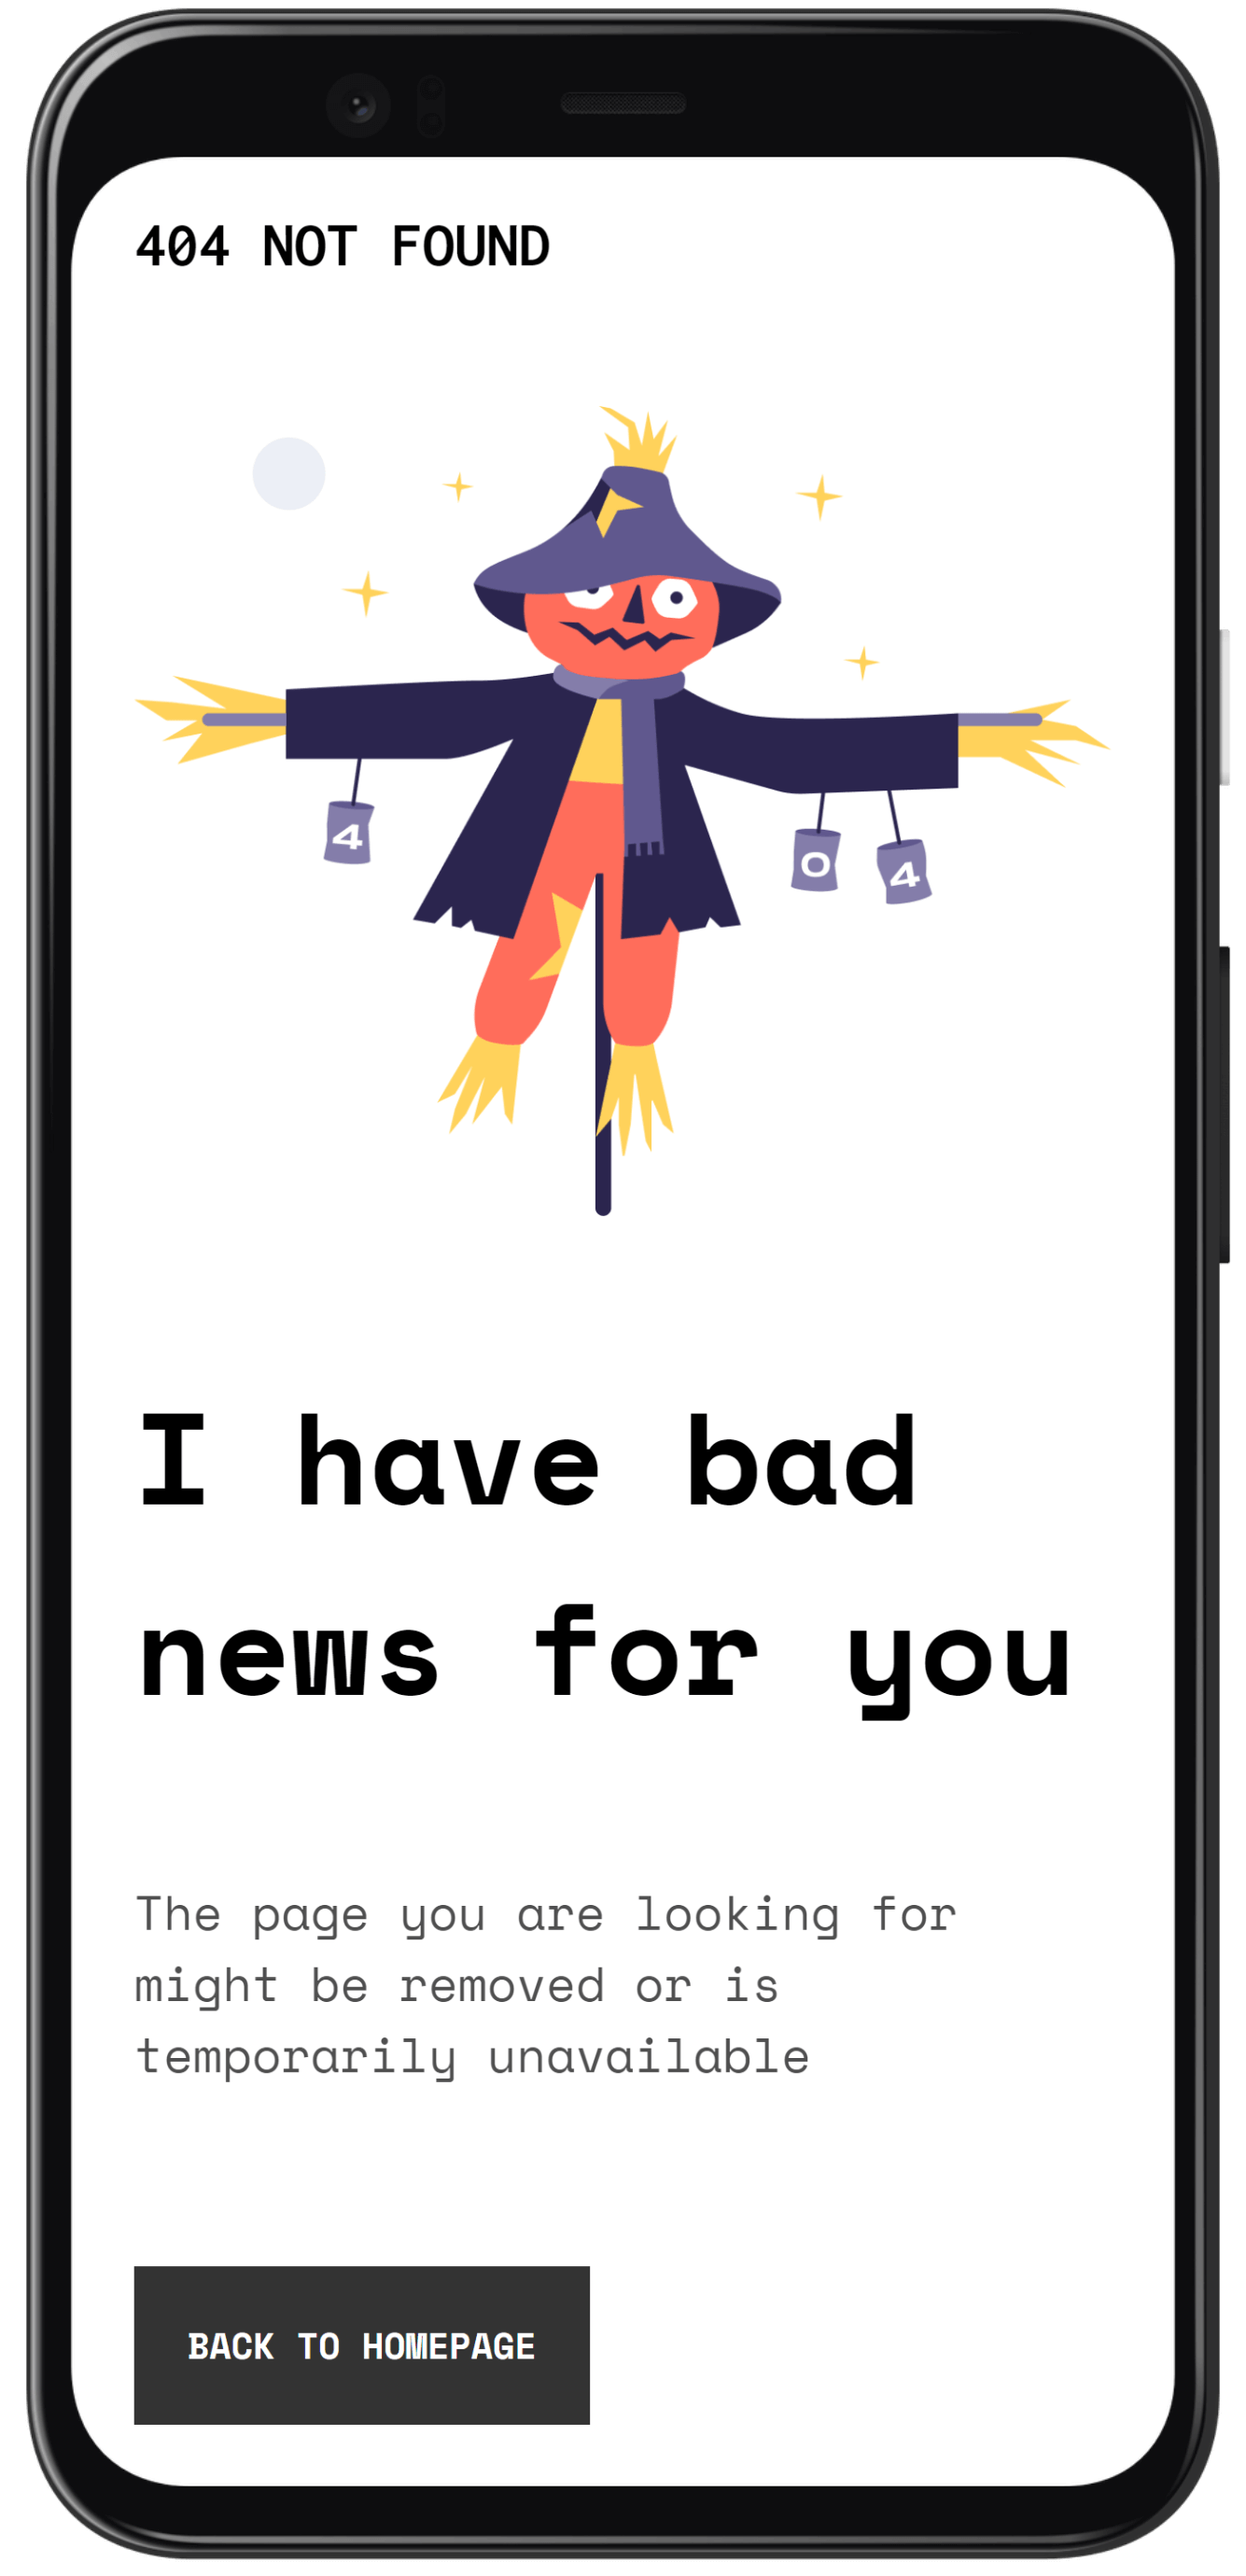 404 NOT FOUND
4
0 4
I have bad
news for you
The page you are looking for
might be removed or is
temporarily unavailable
BACK TO HOMEPAGE